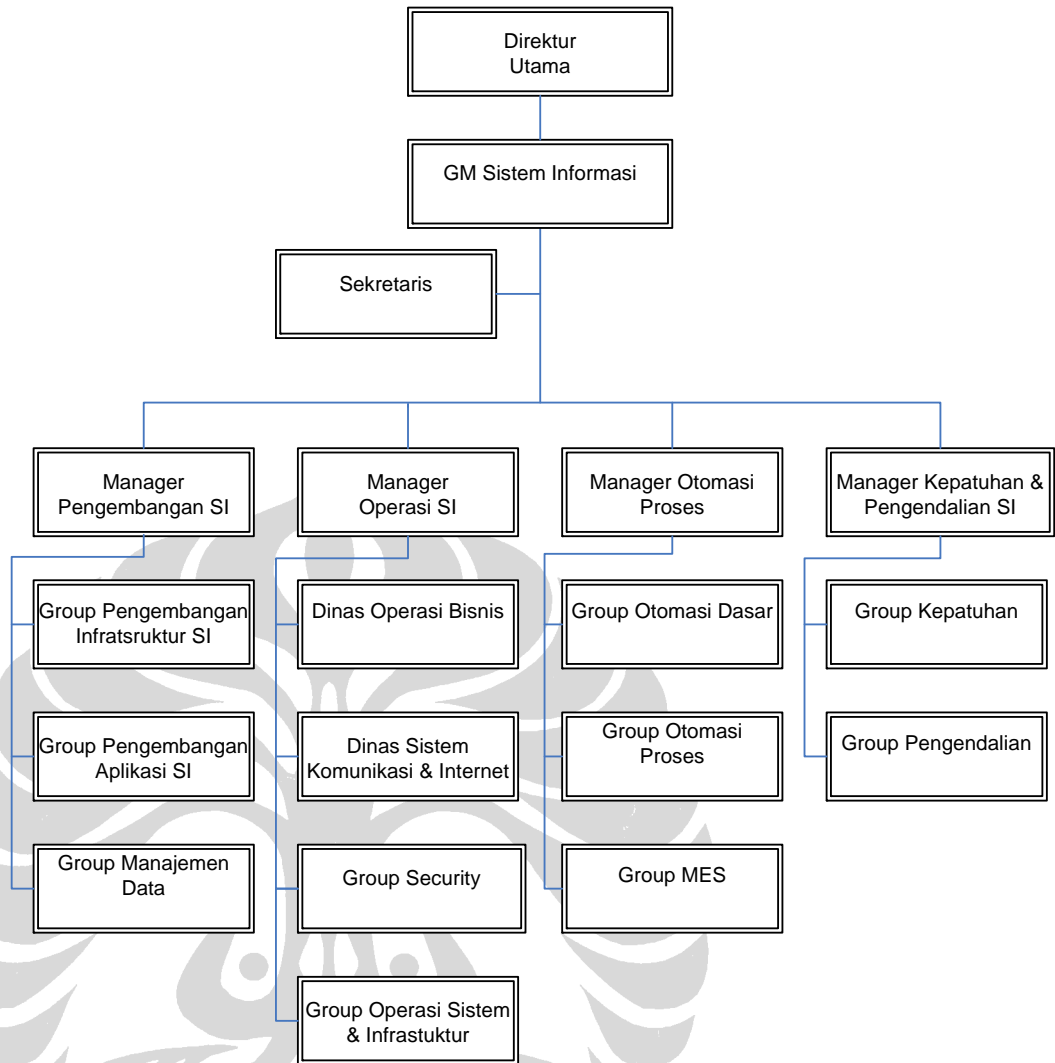 Direktur
Utama
GM Sistem Informasi
Sekretaris
Manager
Pengembangan SI
Manager
Operasi SI
Manager Otomasi
Proses
Manager Kepatuhan &
Pengendalian SI
Group Pengembangan
Infratsruktur SI
Dinas Operasi Bisnis
Group Otomasi Dasar
Group Kepatuhan
Group Pengembangan
Aplikasi SI
Dinas Sistem
Komunikasi & Internet
Group Otomasi
Proses
Group Pengendalian
Group Manajemen
Data
Group Security
Group MES
Group Operasi Sistem
& Infrastuktur